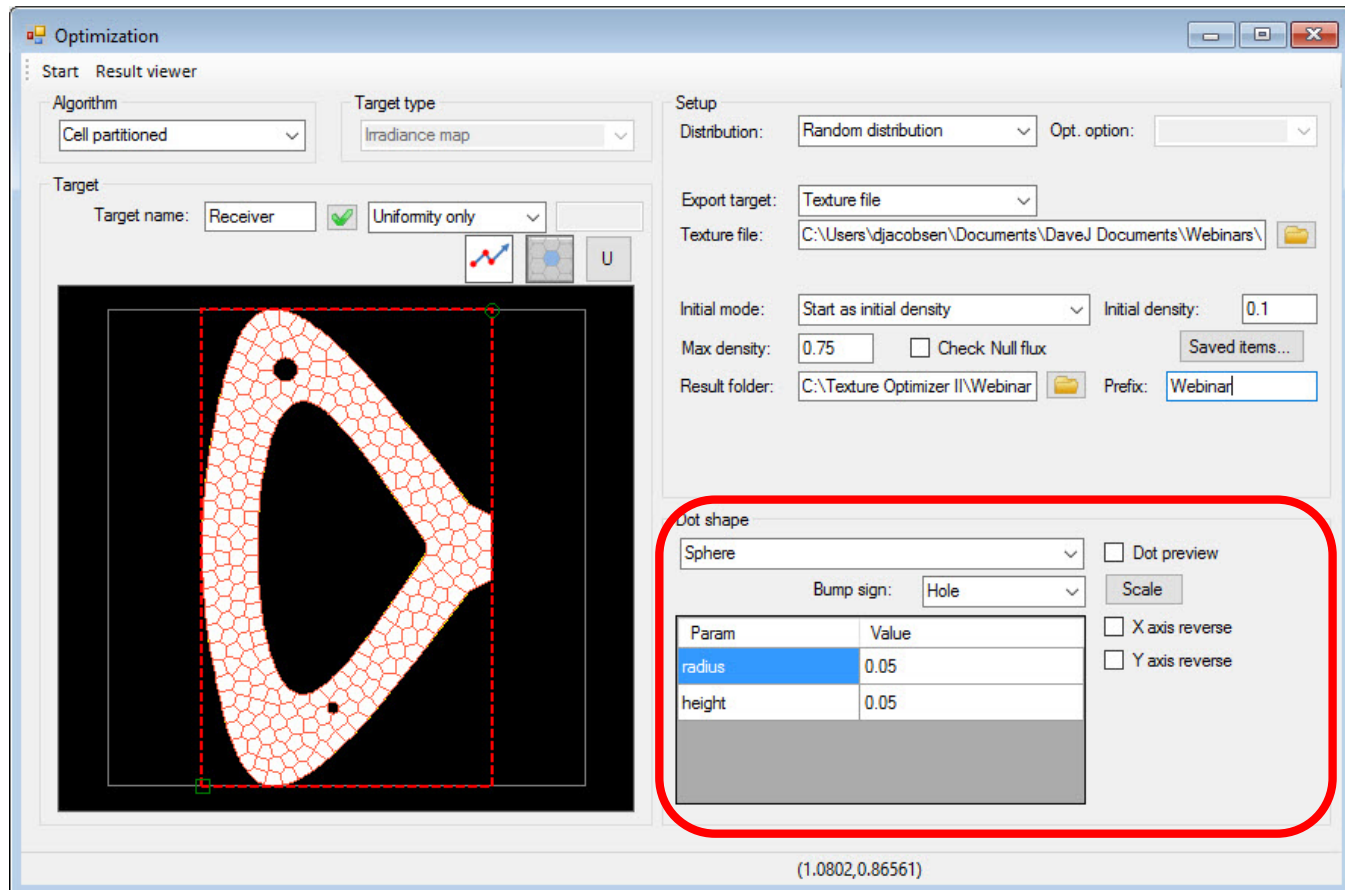 Optimization
Start Result viewer
Algorithm
Cell partitioned
Target type
Irradiance map
Target
Target name: Receiver Uniformity only
U
Setup
Distribution: Random distribution Opt. option:
Export target: Texture file
Texture file: C:\Users\djacobsen\Documents\DaveJ Documents\Webinars\
Initial mode: Start as initial density Initial density: 0.1
Max density: 0.75 Check Null flux Saved items...
Result folder: C:\Texture Optimizer II\Webinar Prefix: Webinar
Dot shape
Sphere Dot preview
Bump sign: Hole Scale
Param Value X axis reverse
radius 0.05 Y axis reverse
height 0.05
(1.0802,0.86561)